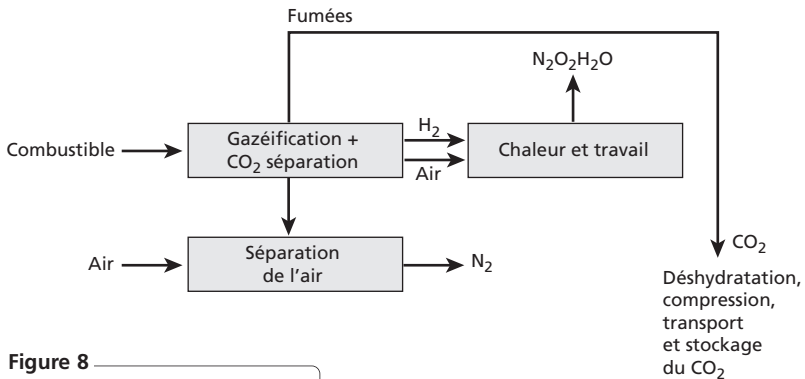 Fumées
N₂O₂H₂O
Combustible
Gazéification +
CO₂ séparation
H₂
Air
Chaleur et travail
Air
Séparation
de l'air
N₂
CO₂
Déshydratation,
compression,
transport
et stockage
du CO₂
Figure 8